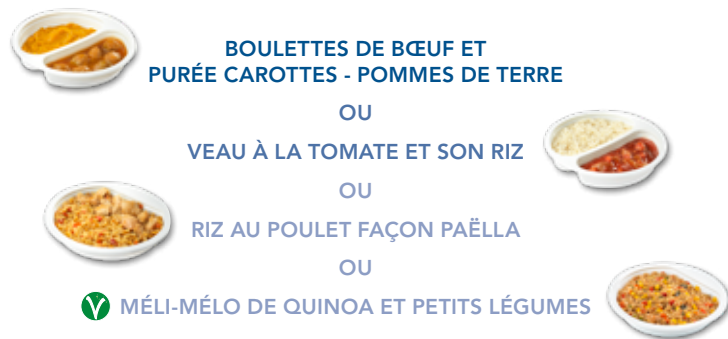 BOULETTES DE BŒUF ET
PURÉE CAROTTES - POMMES DE TERRE
OU
VEAU À LA TOMATE ET SON RIZ
OU
RIZ AU POULET FAÇON PAËLLA
OU
MÉLI-MÉLO DE QUINOA ET PETITS LÉGUMES